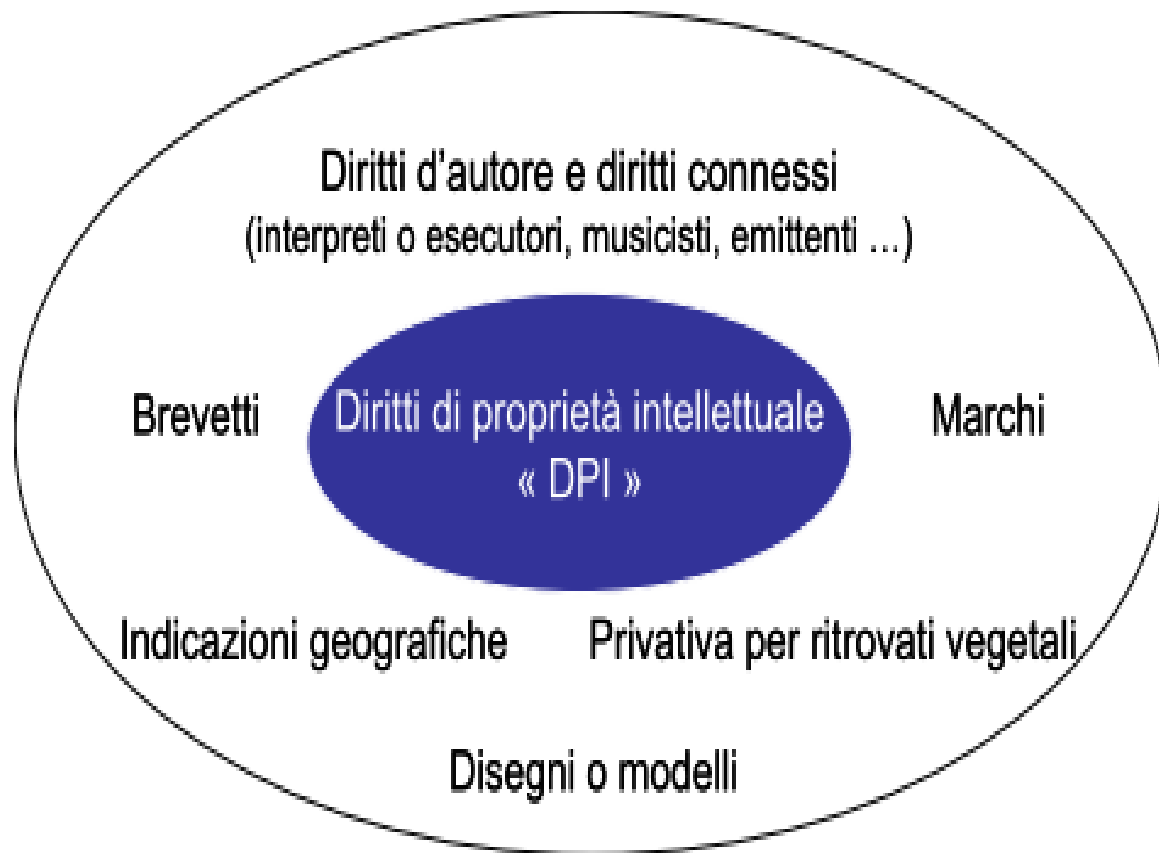 Diritti d'autore e diritti connessi
(interpreti o esecutori, musicisti, emittenti ...)
Brevetti
Diritti di proprietà intellettuale
« DPI »
Marchi
Indicazioni geografiche
Privativa per ritrovati vegetali
Disegni o modelli